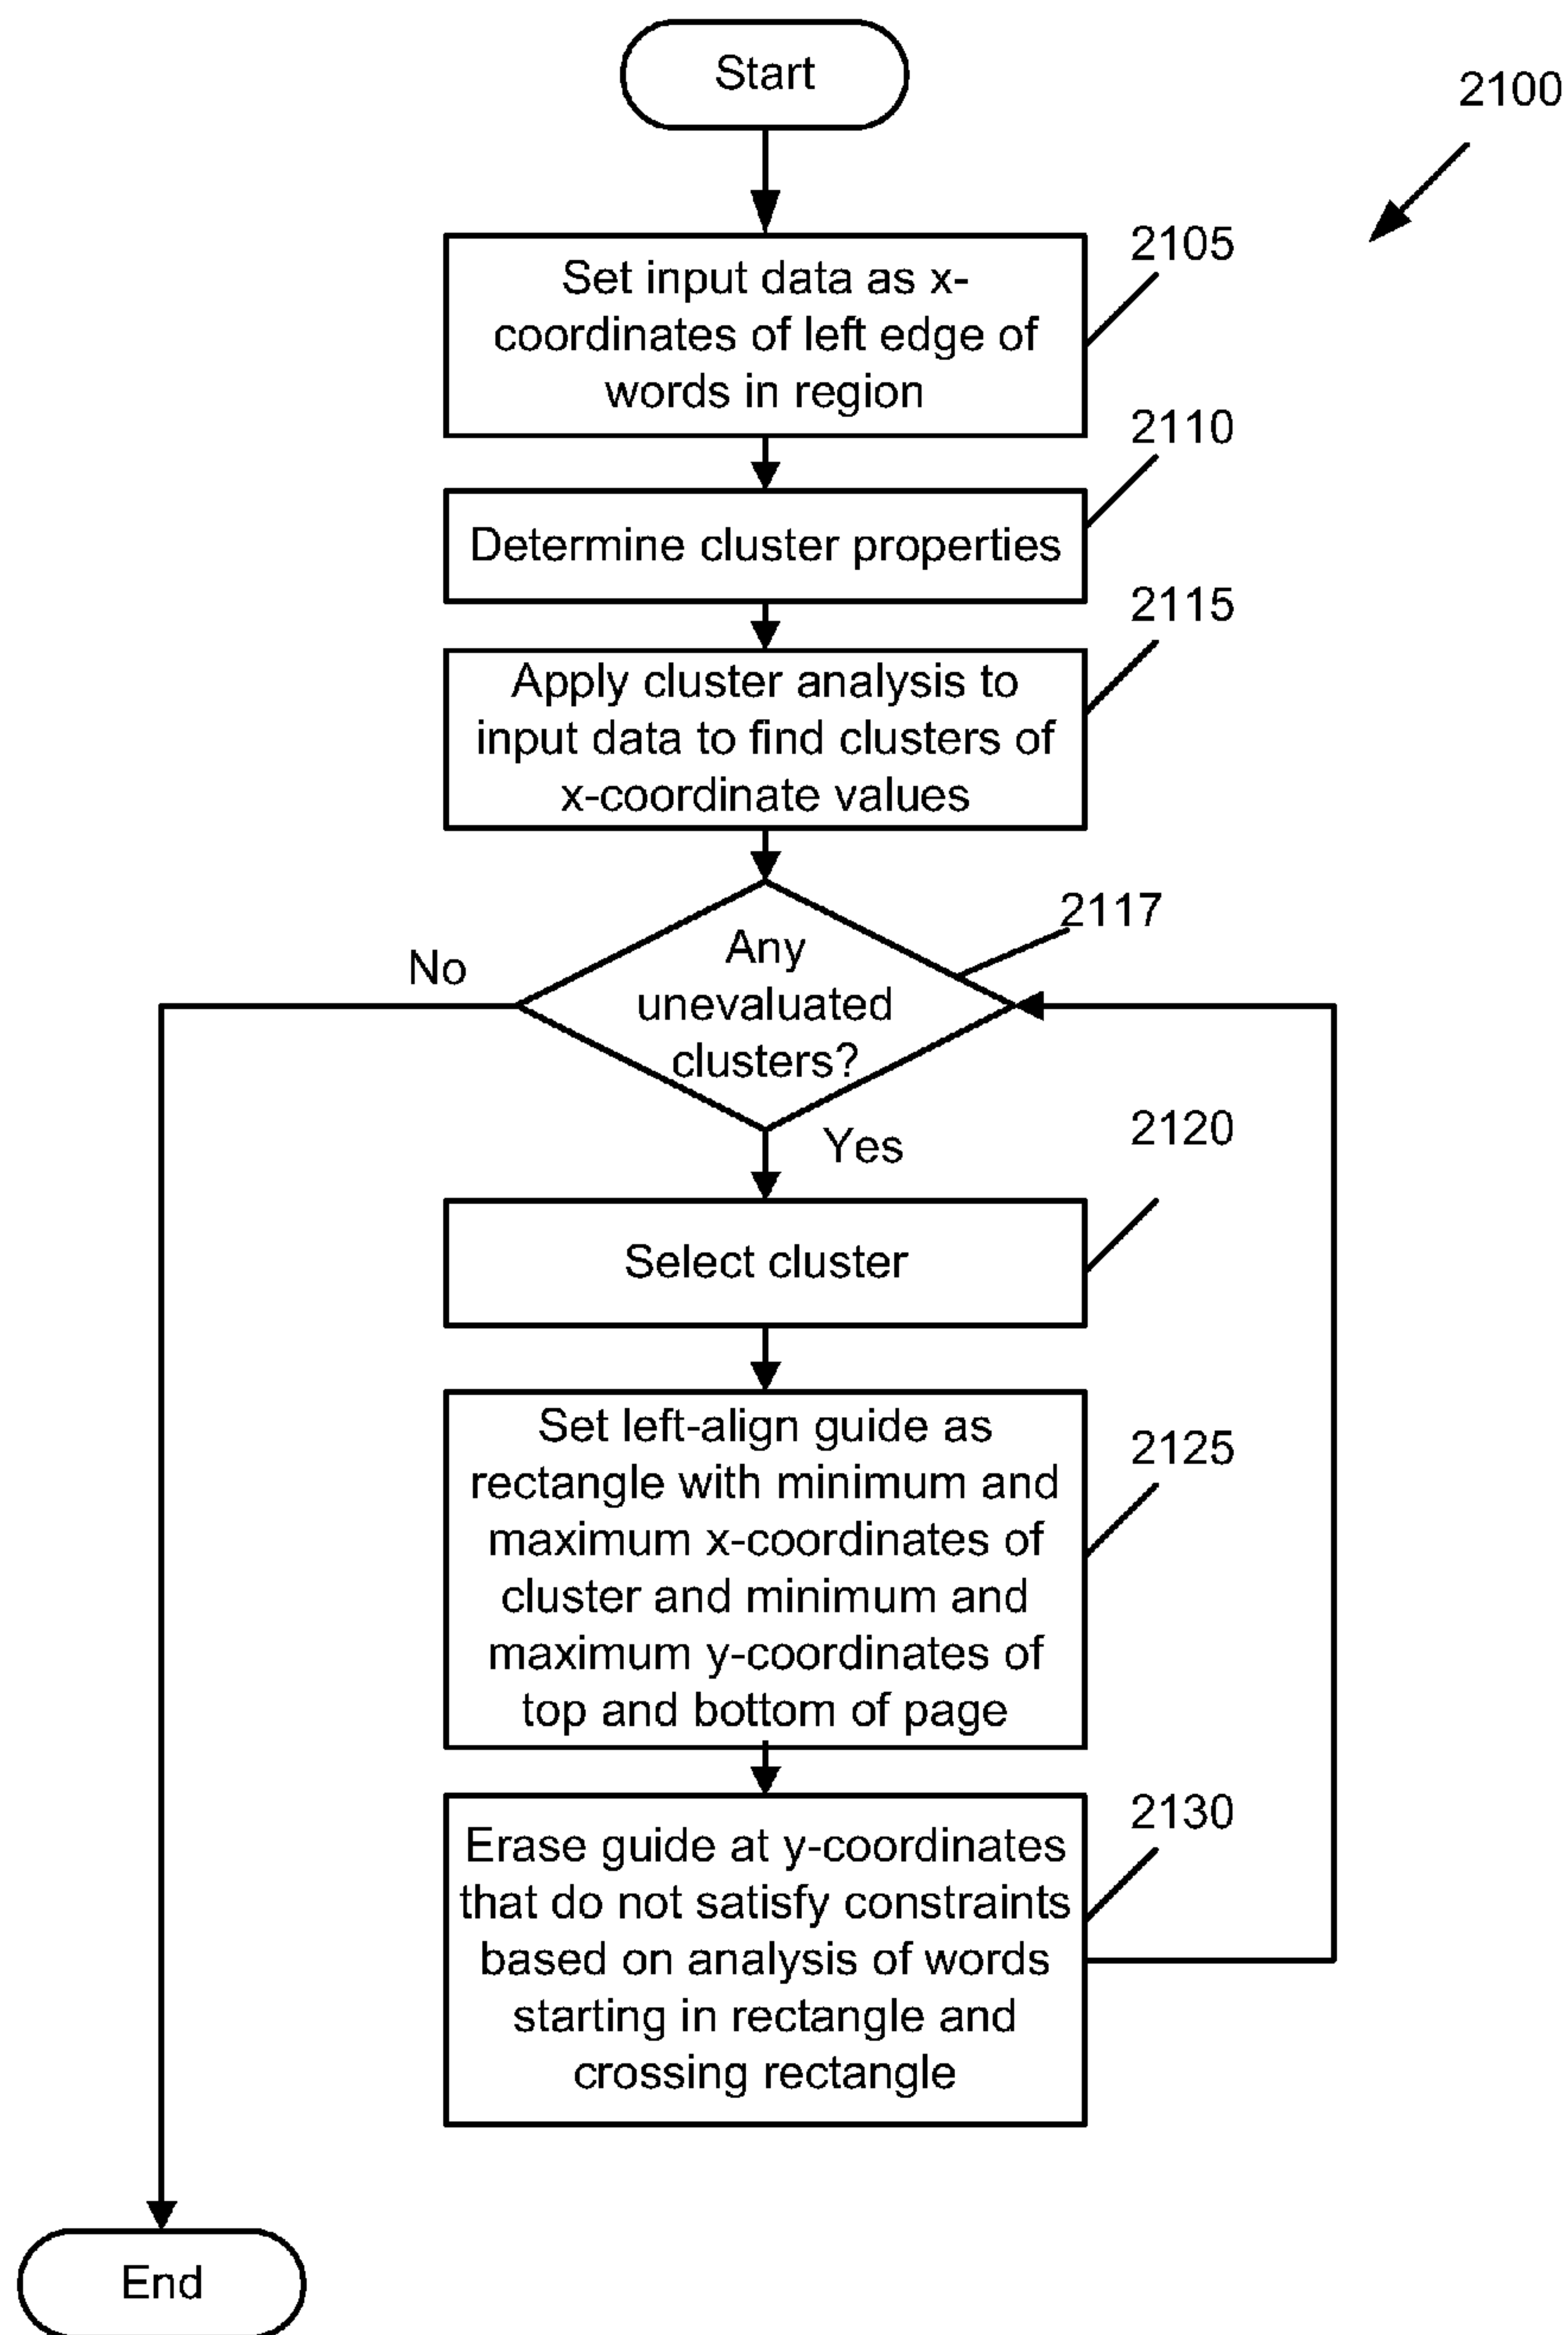 Start
2100
2105
Set input data as x-
coordinates of left edge of
words in region
2110
Determine cluster properties
2115
Apply cluster analysis to
input data to find clusters of
x-coordinate values
2117
No
Any
unevaluated
clusters?
Yes
2120
Select cluster
2125
Set left-align guide as
rectangle with minimum and
maximum x-coordinates of
cluster and minimum and
maximum y-coordinates of
top and bottom of page
2130
Erase guide at y-coordinates
that do not satisfy constraints
based on analysis of words
starting in rectangle and
crossing rectangle
End